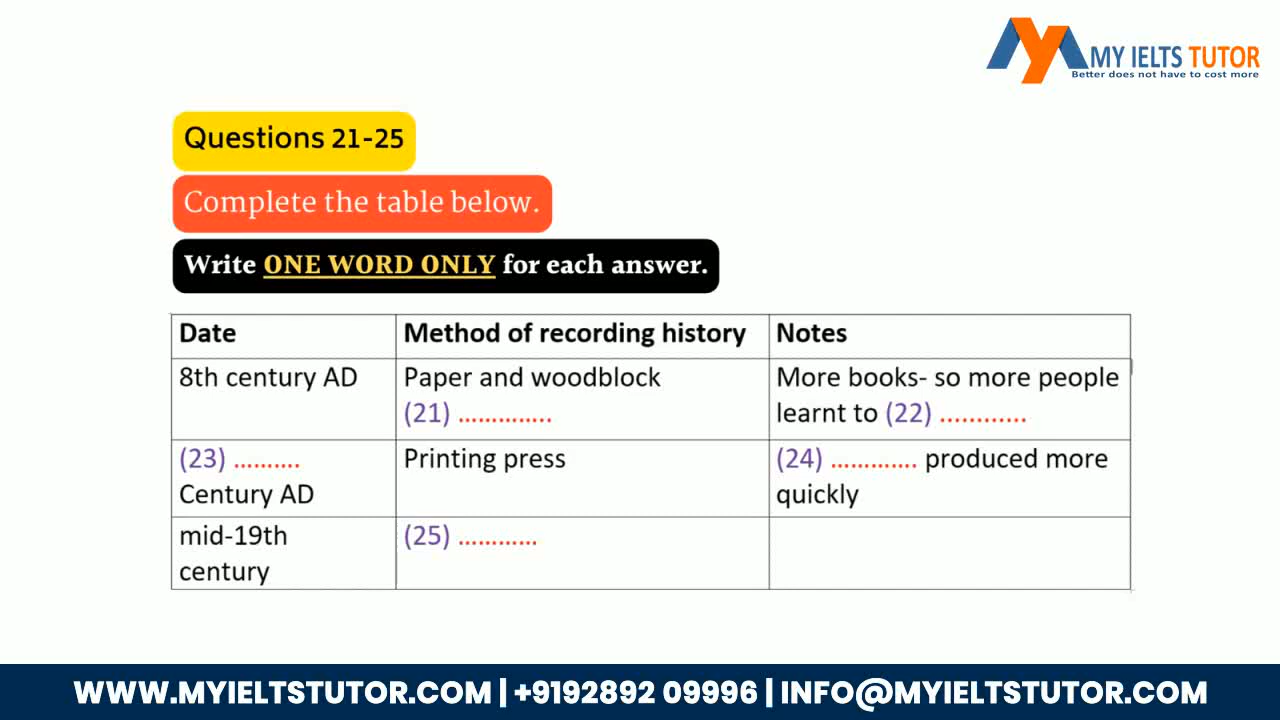 MY IELTS TUTOR
Better does not have to cost more
Questions 21-25
Complete the table below.
Write ONE WORD ONLY for each answer.
Date Method of recording history Notes
8th century AD Paper and woodblock More books- so more people
(21) ………….. learnt to (22) …………
(23) ………. Printing press (24) …………. produced more
Century AD quickly
mid-19th (25) …………
century
WWW.MYIELTSTUTOR.COM | +9192892 09996 | INFO@MYIELTSTUTOR.COM